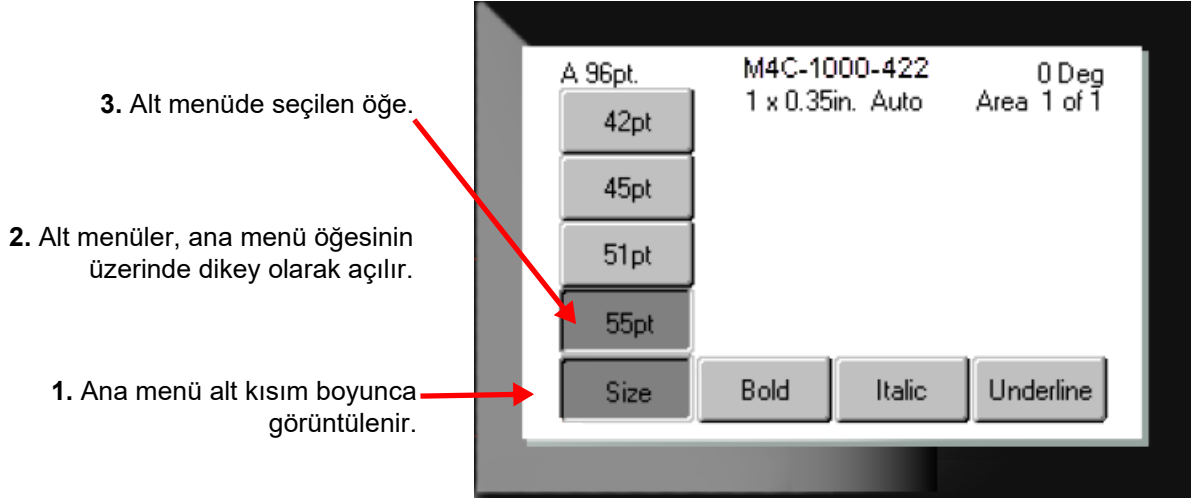 3. Alt menüde seçilen öğe.
2. Alt menüler, ana menü öğesinin
üzerinde dikey olarak açılır.
1. Ana menü alt kısım boyunca
görüntülenir.
A 96pt.
M4C-1000-422
0 Deg
1 x 0.35in. Auto
Area 1 of 1
42pt
45pt
51pt
55pt
Size
Bold
Italic
Underline